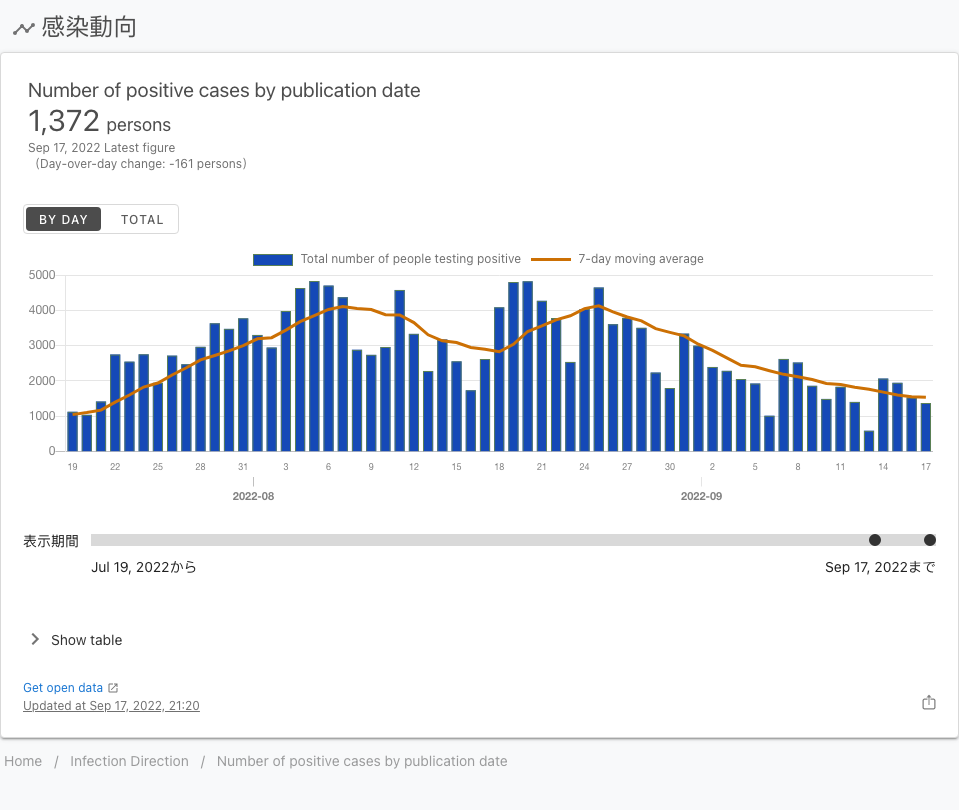 感染動向
Number of positive cases by publication date
1,372 persons
Sep 17, 2022 Latest figure
(Day-over-day change: -161 persons)
BY DAY TOTAL
Total number of people testing positive 7-day moving average
5000
4000
3000
2000
1000
0
19 22 25 28 31 3 6 9 12 15 18 21 24 27 30 2 5 8 11 14 17
2022-08 2022-09
表示期間
Jul 19, 2022から Sep 17, 2022まで
Show table
Get open data
Updated at Sep 17, 2022, 21:20
Home / Infection Direction / Number of positive cases by publication date